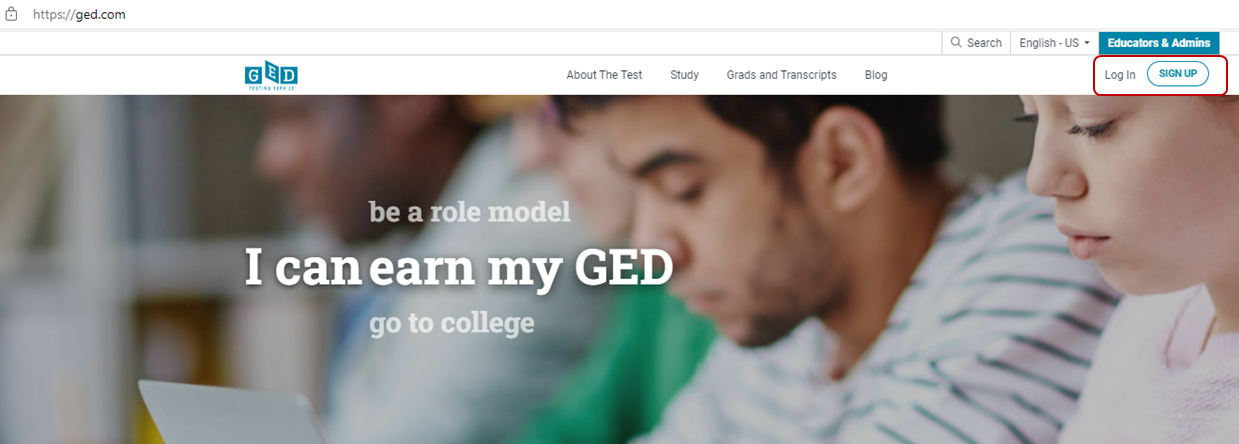 https://ged.com
Search English - US Educators & Admins
GED
TESTING SERVICE
About The Test Study Grads and Transcripts Blog Log In SIGN UP
be a role model
I can earn my GED
go to college